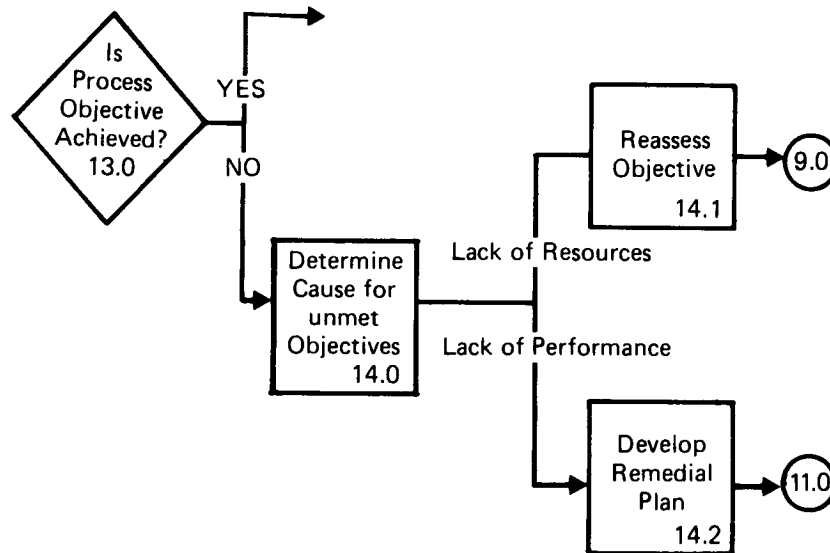 Is
Process
Objective
Achieved?
13.0
YES
NO
Determine
Cause for
unmet
Objectives
14.0
Lack of Resources
Lack of Performance
Reassess
Objective
14.1
9.0
Develop
Remedial
Plan
14.2
11.0